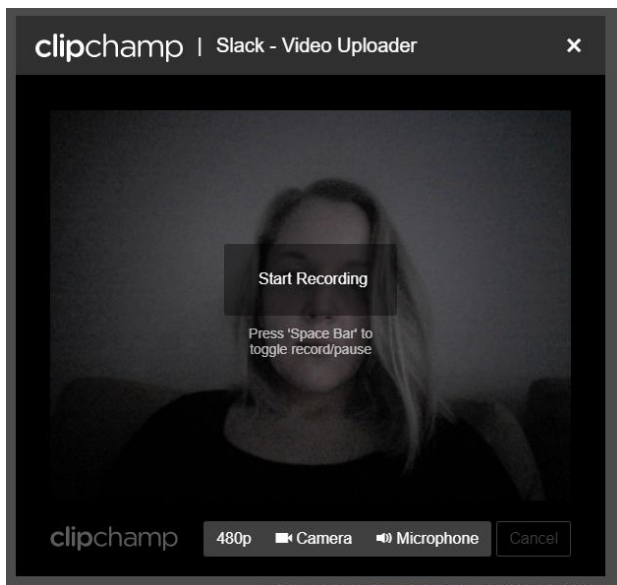 clipchamp | Slack - Video Uploader
Start Recording
Press 'Space Bar' to
toggle record/pause
clipchamp 480p Camera Microphone Cancel